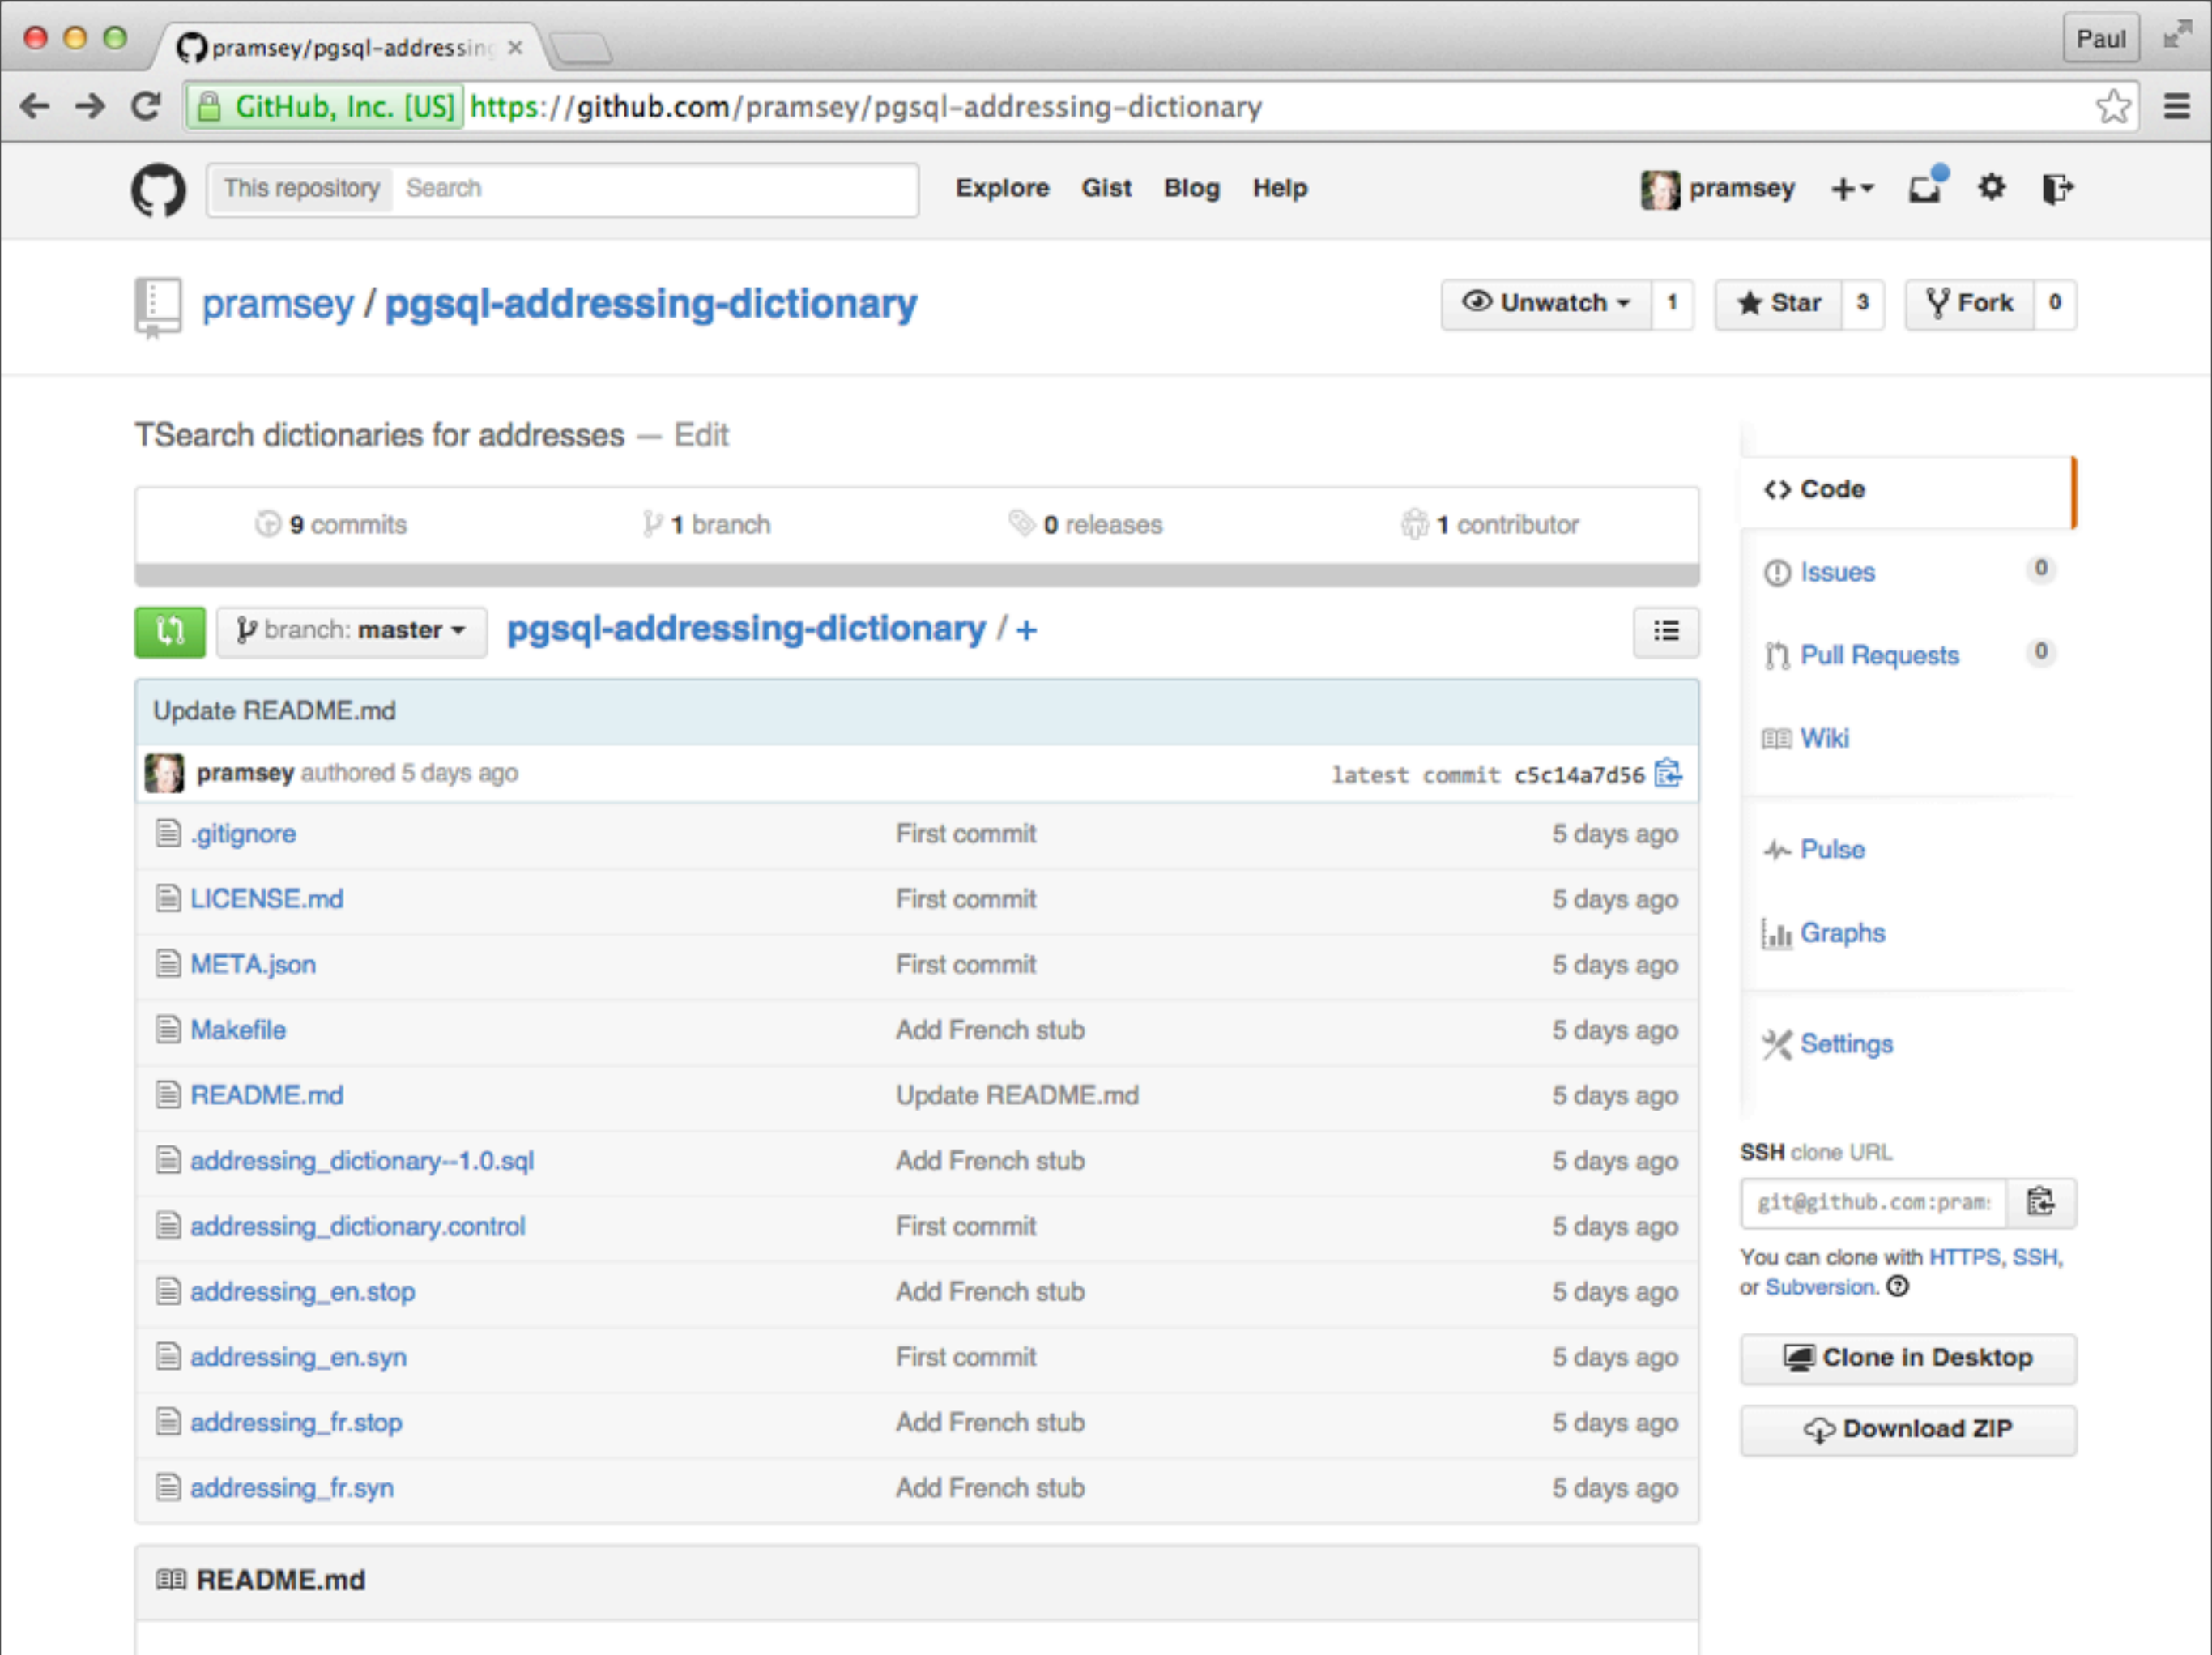 pramsey/pgsql-addressing
Paul
GitHub, Inc. [US] https://github.com/pramsey/pgsql-addressing-dictionary
This repository Search Explore Gist Blog Help pramsey
pramsey / pgsql-addressing-dictionary
Unwatch 1 Star 3 Fork 0
TSearch dictionaries for addresses — Edit
9 commits 1 branch 0 releases 1 contributor
branch: master pgsql-addressing-dictionary / +
Update README.md
pramsey authored 5 days ago latest commit c5c14a7d56
.gitignore First commit 5 days ago
LICENSE.md First commit 5 days ago
META.json First commit 5 days ago
Makefile Add French stub 5 days ago
README.md Update README.md 5 days ago
addressing_dictionary--1.0.sql Add French stub 5 days ago
addressing_dictionary.control First commit 5 days ago
addressing_en.stop Add French stub 5 days ago
addressing_en.syn First commit 5 days ago
addressing_fr.stop Add French stub 5 days ago
addressing_fr.syn Add French stub 5 days ago
README.md
Code
Issues 0
Pull Requests 0
Wiki
Pulse
Graphs
Settings
SSH clone URL
git@github.com:prams
You can clone with HTTPS, SSH,
or Subversion.
Clone in Desktop
Download ZIP